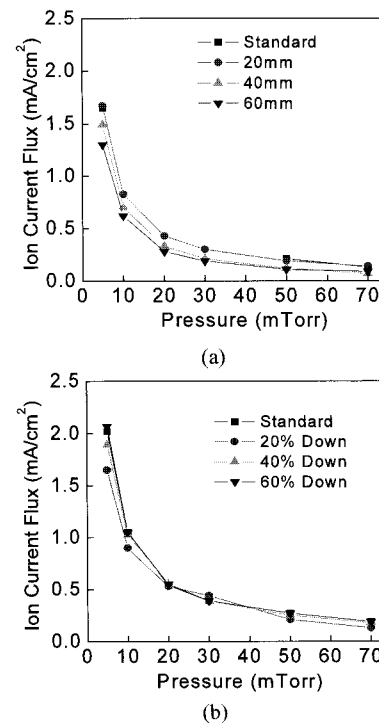 2.5
2.0
1.5
1.0
0.5
0.0
Ion Current Flux (mA/cm²)
Standard
20mm
40mm
60mm
10 20 30 40 50 60 70
Pressure (mTorr)
(a)
2.5
2.0
1.5
1.0
0.5
0.0
Ion Current Flux (mA/cm²)
Standard
20% Down
40% Down
60% Down
10 20 30 40 50 60 70
Pressure (mTorr)
(b)